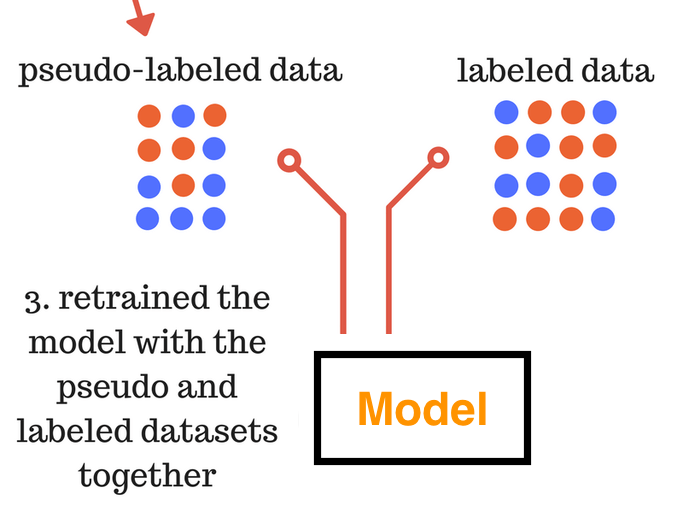 pseudo-labeled data
labeled data
3. retrained the
model with the
pseudo and
labeled datasets
together
Model